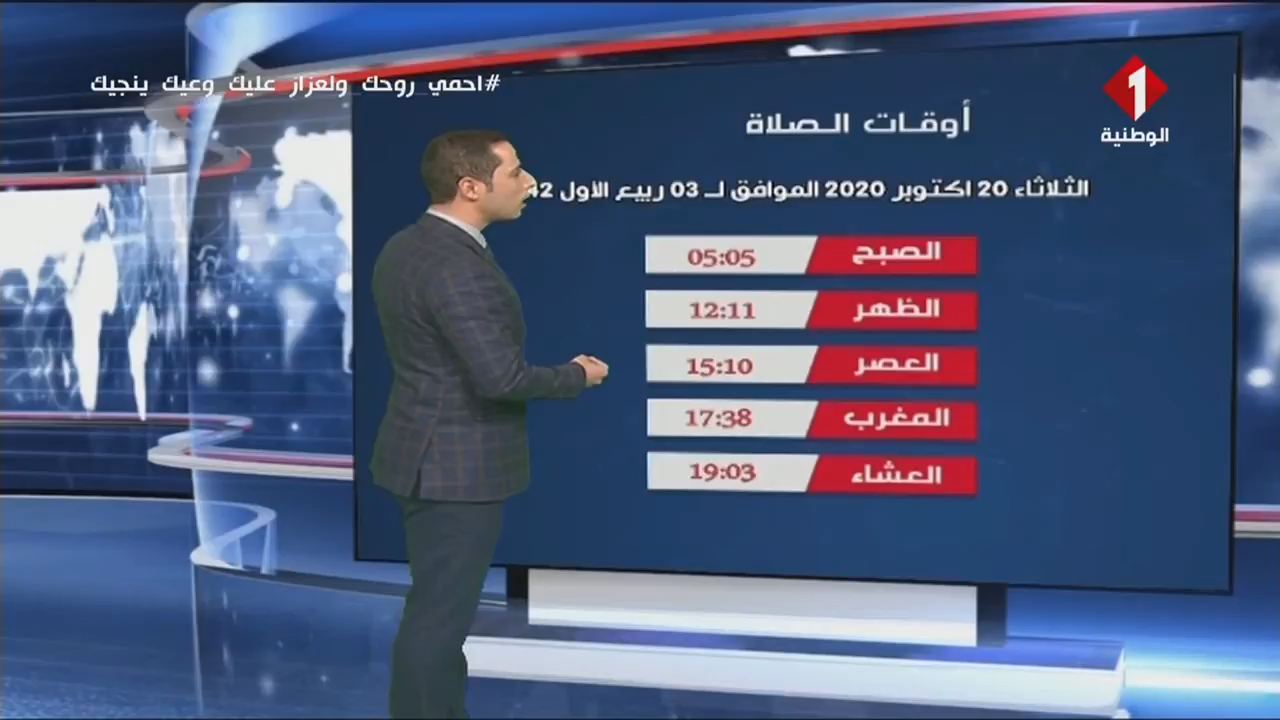 #احمي روحك ولعزاز عليك وعيك ينجيك
1
الوطنية
أوقات الصلاة
الثلاثاء 20 اكتوبر 2020 الموافق لـ 03 ربيع الأول
الصبح 05:05
الظهر 12:11
العصر 15:10
المغرب 17:38
العشاء 19:03